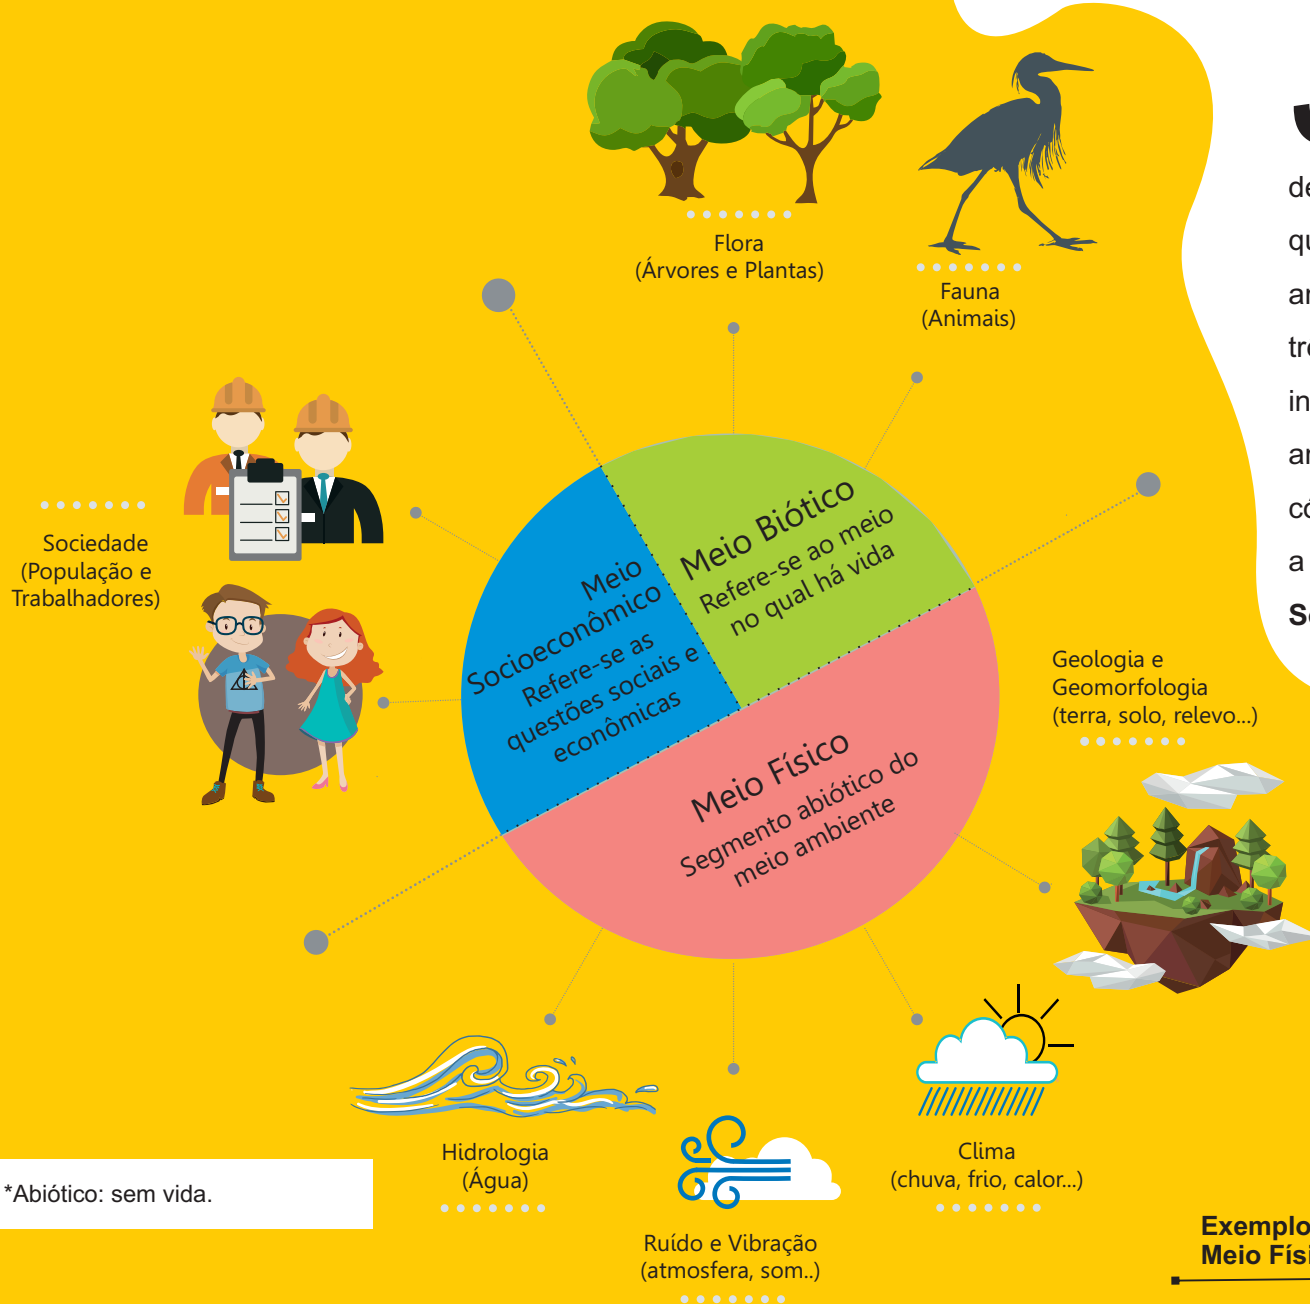 Flora
(Árvores e Plantas)
Fauna
(Animais)
Sociedade
(População e
Trabalhadores)
Meio Biótico
Refere-se ao meio
no qual há vida
Meio
Socioeconômico
Refere-se as
questões sociais e
econômicas
Meio Físico
Segmento abiótico do
meio ambiente
Geologia e
Geomorfologia
(terra, solo, relevo...)
Hidrologia
(Água)
Ruído e Vibração
(atmosfera, som..)
Clima
(chuva, frio, calor...)
*Abiótico: sem vida.
a
Exemplo
Meio